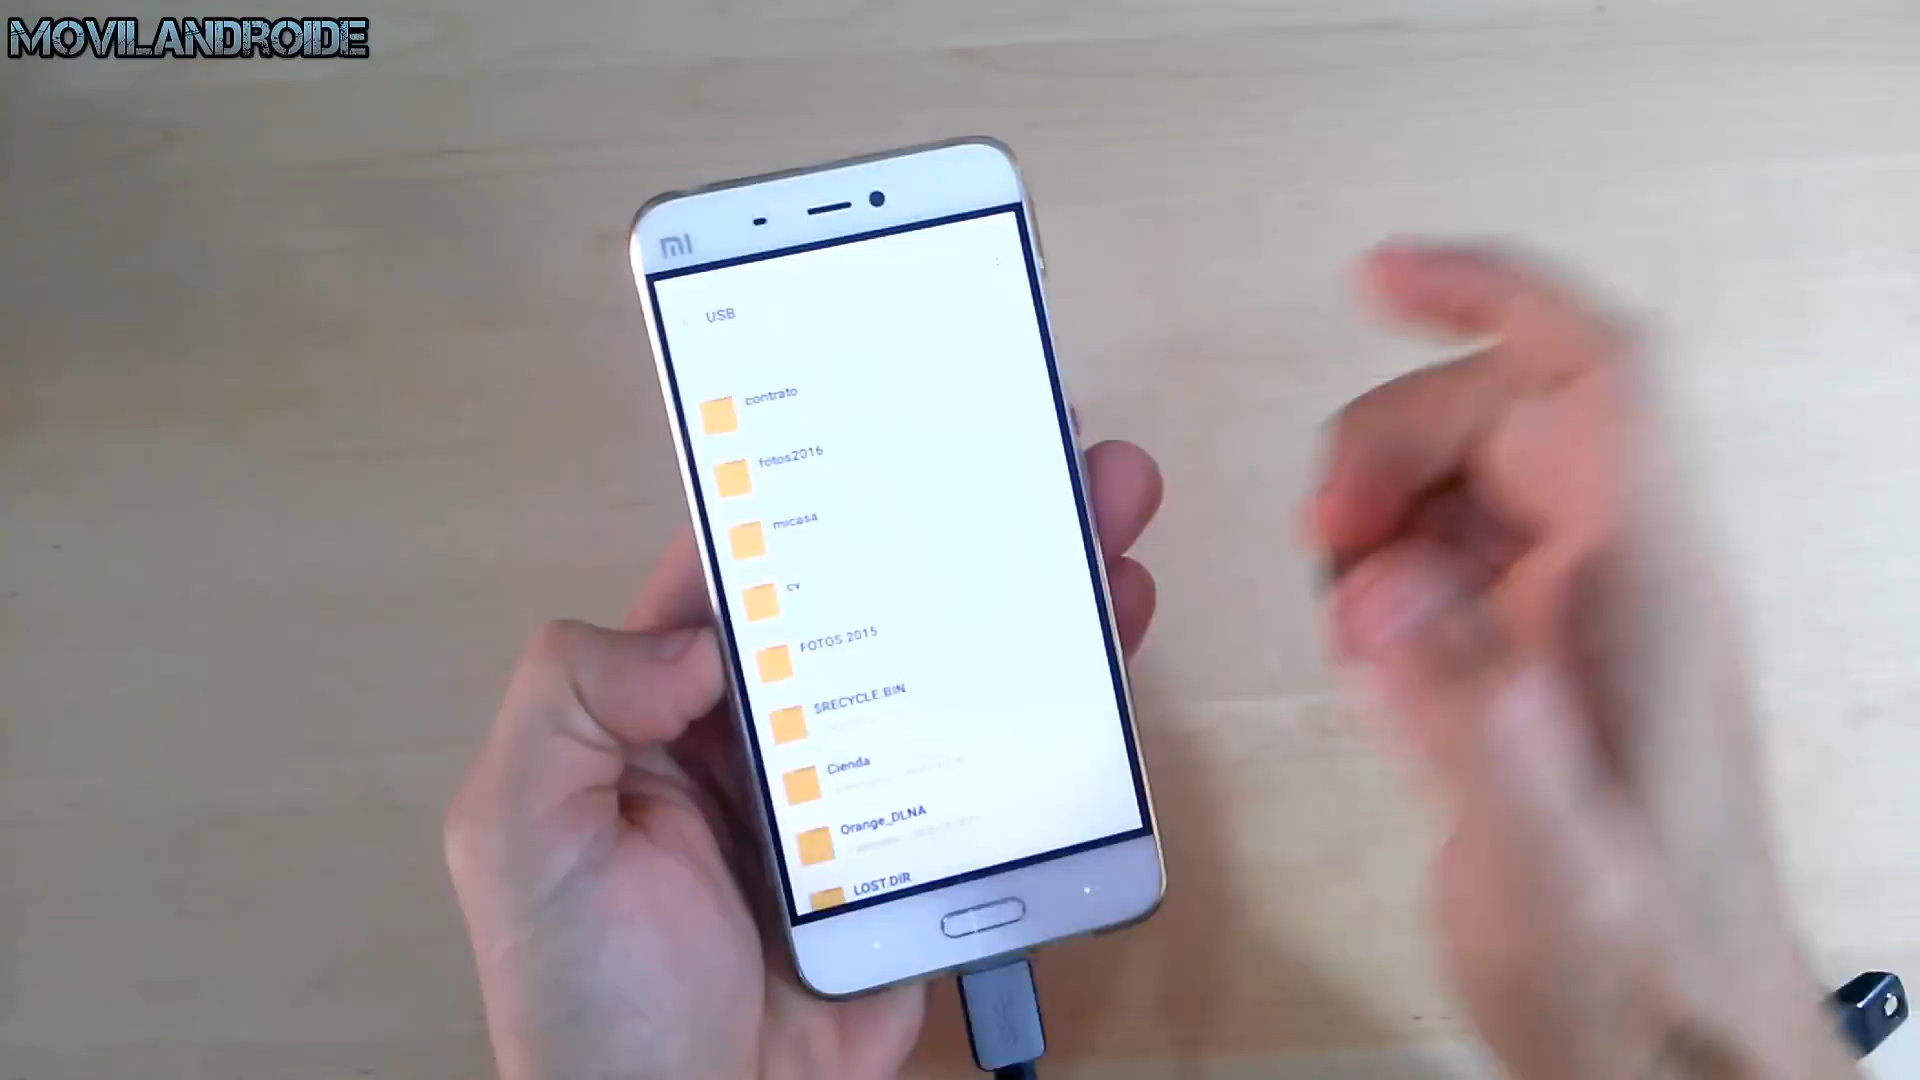 MOVILANDROIDE
mi
USB
contrato
fotos2016
micasa
cv
FOTOS 2015
$RECYCLE.BIN
Cienda
Orange_DLNA
LOST.DIR